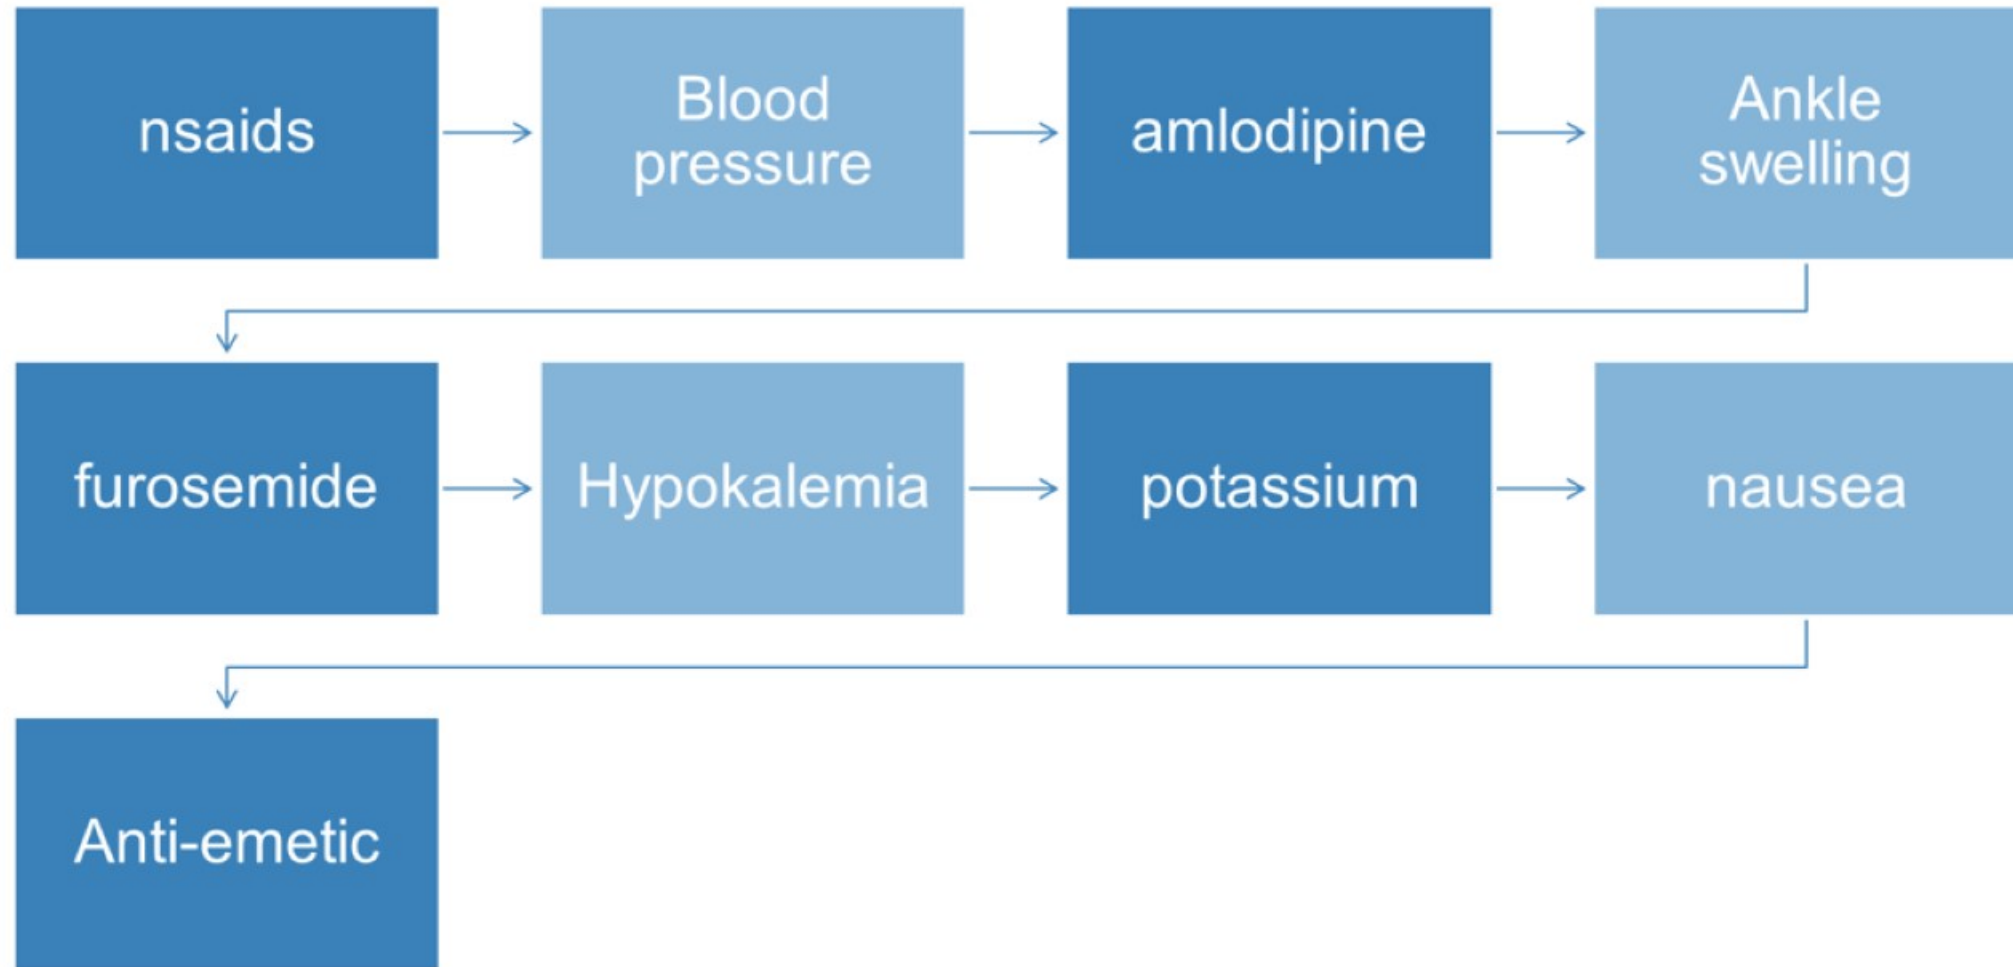 nsaids
Blood
pressure
amlodipine
Ankle
swelling
furosemide
Hypokalemia
potassium
nausea
Anti-emetic